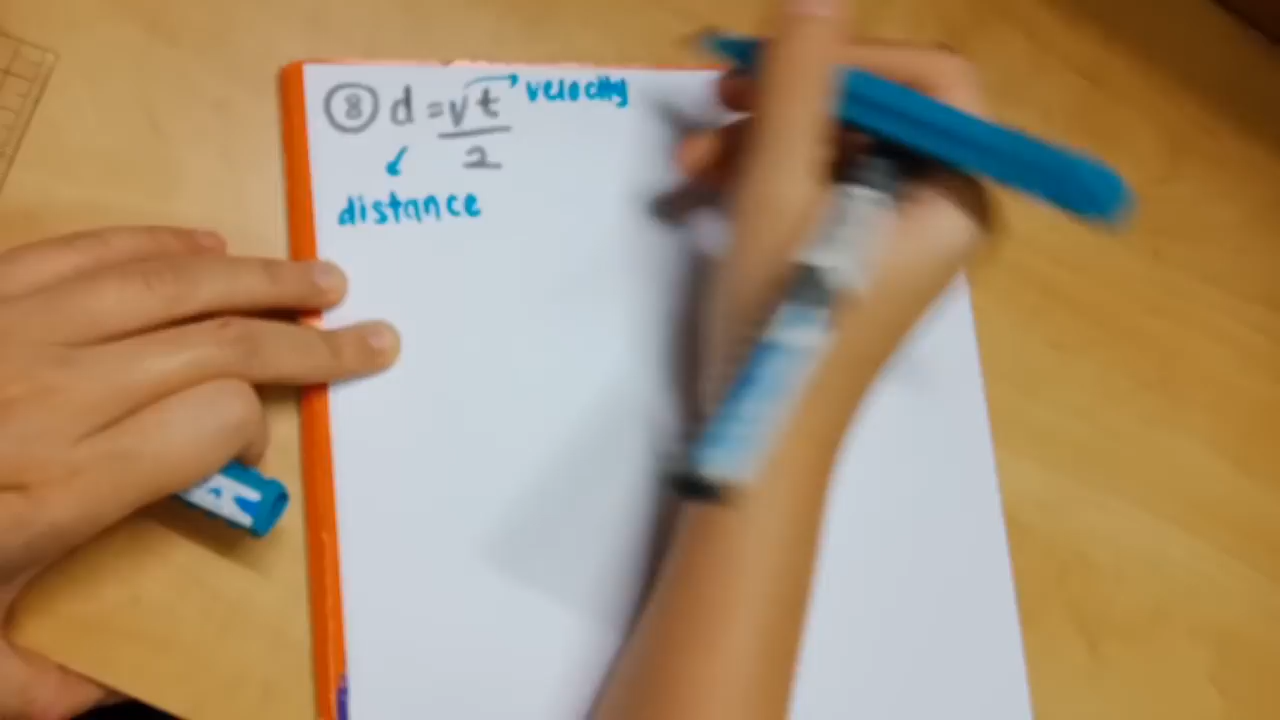 ⑧ d = vt → velocity
2
↙
distance